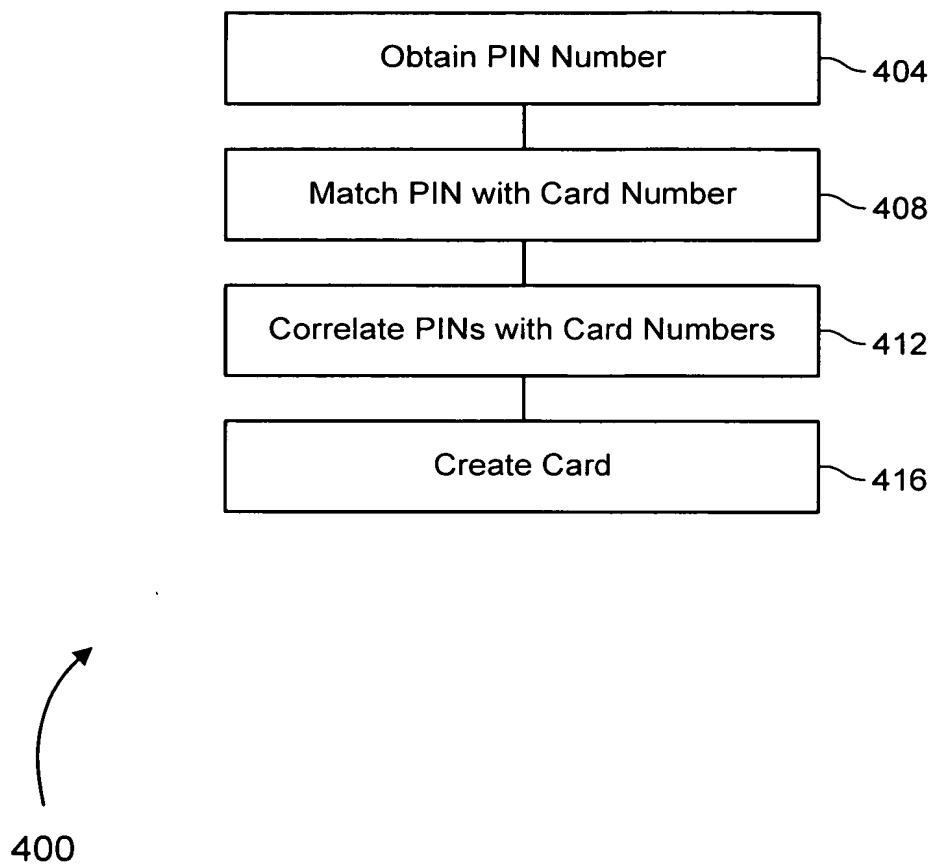 Obtain PIN Number
404
Match PIN with Card Number
408
Correlate PINs with Card Numbers
412
Create Card
416
400